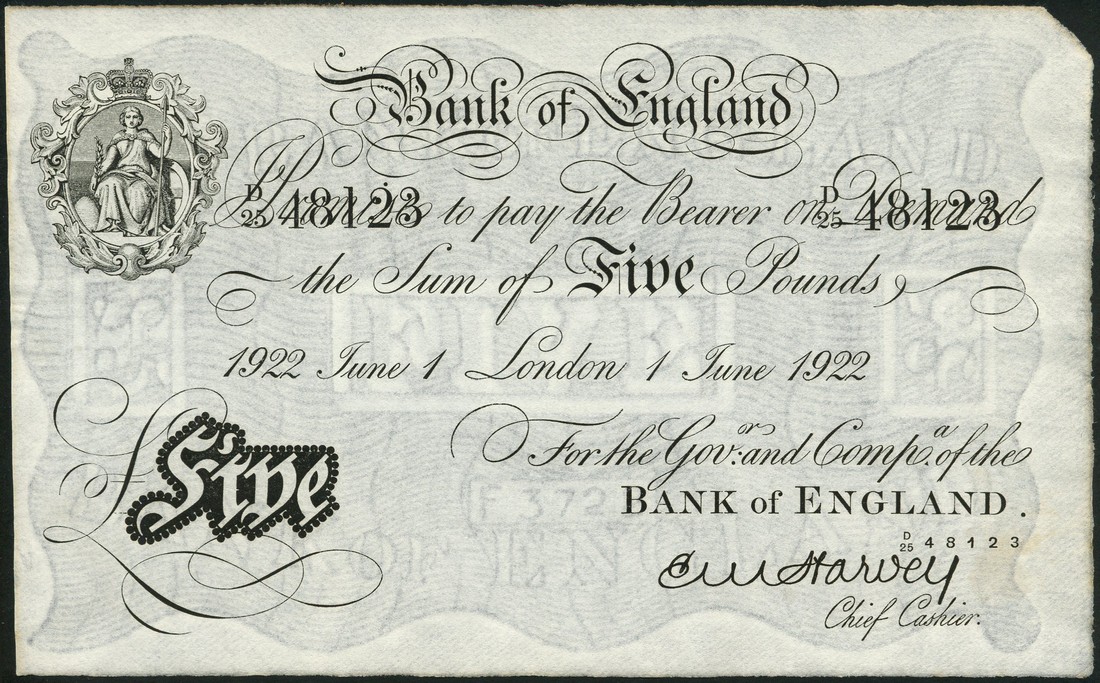 Bank of England
D/25 48123 I Promise to pay the Bearer on Demand D/25 48123
the Sum of Five Pounds
1922 June 1 London 1 June 1922
£Five
For the Govr. and Compa. of the
BANK of ENGLAND.
D/25 48123
E M Harvey
Chief Cashier.